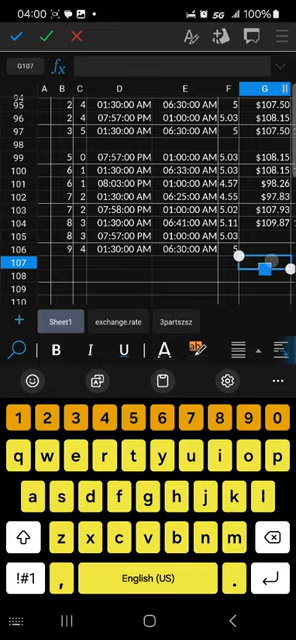 04:00 5G 100%
G107 fx
A B C D E F G
94
95 2 4 01:30:00 AM 06:30:00 AM 5 $107.50
96 2 4 07:57:00 PM 01:00:00 AM 5.03 $108.15
97 3 5 01:30:00 AM 06:30:00 AM 5 $107.50
98
99 5 0 07:57:00 PM 01:00:00 AM 5.03 $108.15
100 6 1 01:30:00 AM 06:33:00 AM 5.03 $108.15
101 6 1 08:03:00 PM 01:00:00 AM 4.57 $98.26
102 7 2 01:30:00 AM 06:25:00 AM 4.55 $97.83
103 7 2 07:58:00 PM 01:00:00 AM 5.02 $107.93
104 8 3 01:30:00 AM 06:41:00 AM 5.11 $109.87
105 8 3 07:57:00 PM 01:00:00 AM 5.03
106 9 4 01:30:00 AM 06:30:00 AM 5
107
108
109
110
+ Sheet1 exchange.rate 3partszsz
B I U A ab
1 2 3 4 5 6 7 8 9 0
q w e r t y u i o p
a s d f g h j k l
z x c v b n m
!#1 , English (US) .